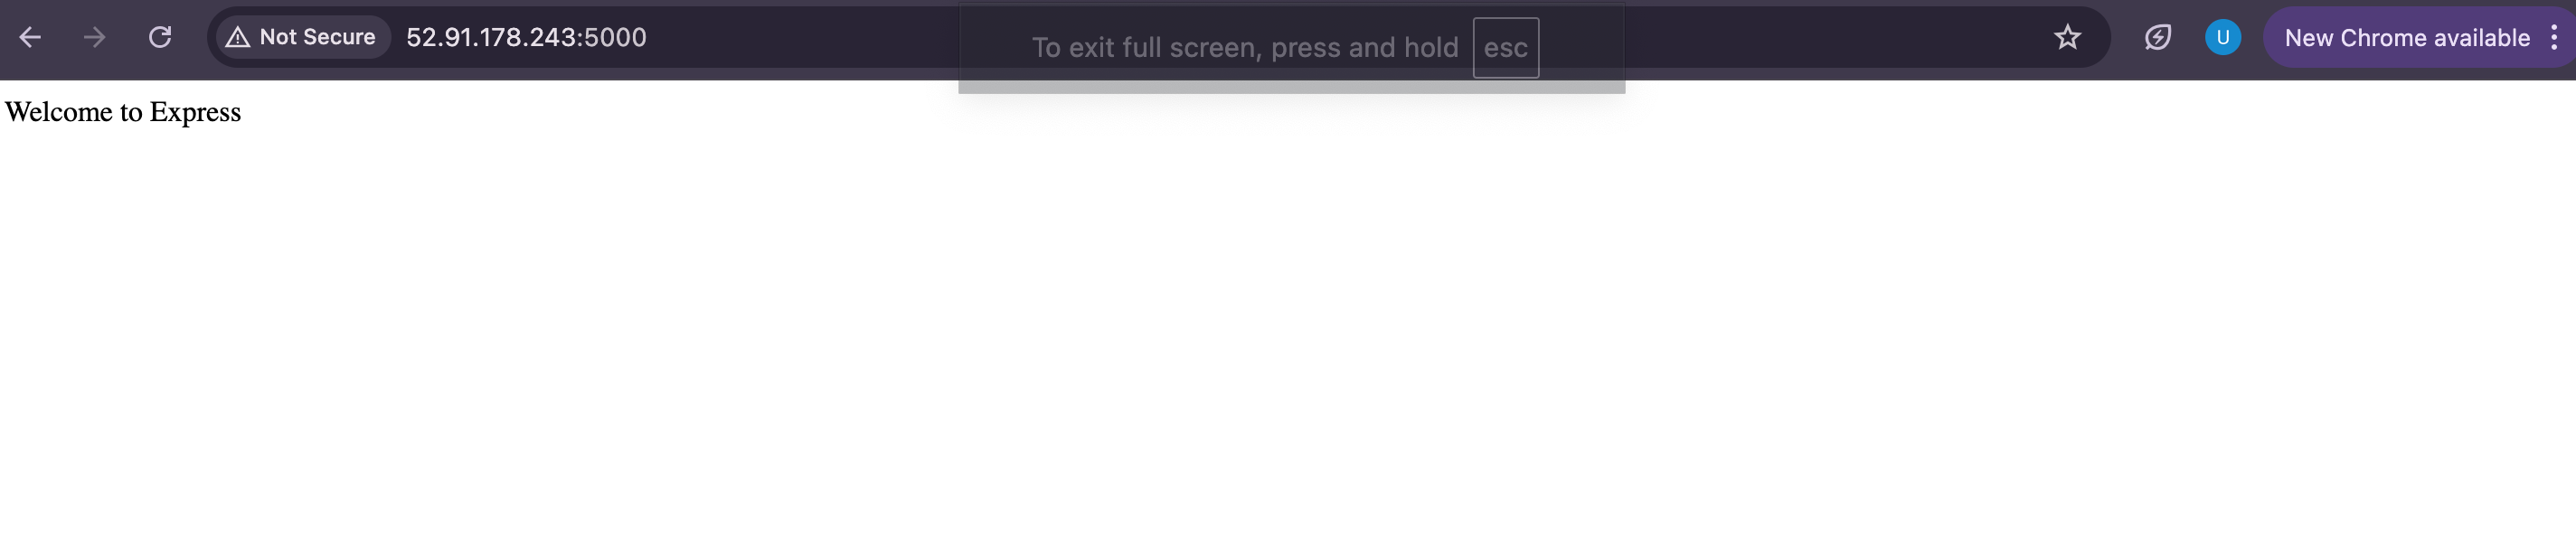 Not Secure 52.91.178.243:5000 To exit full screen, press and hold esc U New Chrome available
Welcome to Express